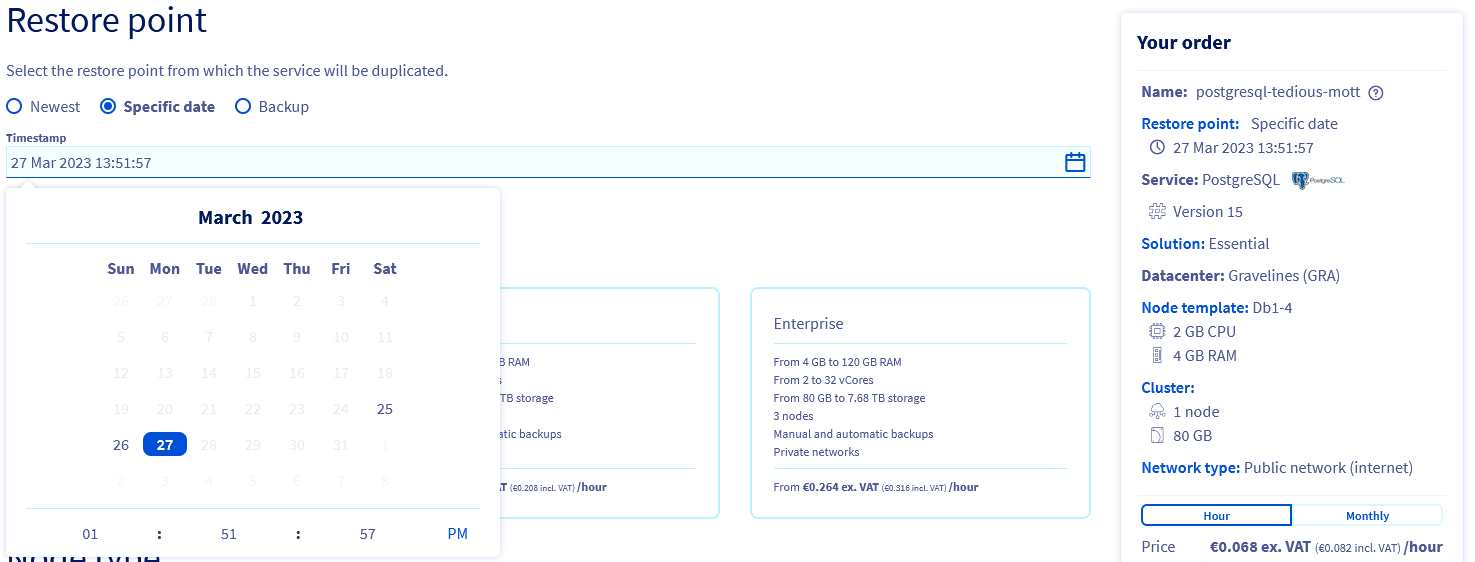 Restore point
Select the restore point from which the service will be duplicated.
Newest Specific date Backup
Timestamp
27 Mar 2023 13:51:57
March 2023
Sun Mon Tue Wed Thu Fri Sat
26 27 28 1 2 3 4
5 6 7 8 9 10 11
12 13 14 15 16 17 18
19 20 21 22 23 24 25
26 27 28 29 30 31 1
2 3 4 5 6 7 8
01 : 51 : 57 PM
B RAM
s
TB storage
atic backups
AT (€0.208 incl. VAT) /hour
Enterprise
From 4 GB to 120 GB RAM
From 2 to 32 vCores
From 80 GB to 7.68 TB storage
3 nodes
Manual and automatic backups
Private networks
From €0.264 ex. VAT (€0.316 incl. VAT) /hour
Node type
Your order
Name: postgresql-tedious-mott ?
Restore point: Specific date
27 Mar 2023 13:51:57
Service: PostgreSQL PostgreSQL
Version 15
Solution: Essential
Datacenter: Gravelines (GRA)
Node template: Db1-4
2 GB CPU
4 GB RAM
Cluster:
1 node
80 GB
Network type: Public network (internet)
Hour Monthly
Price €0.068 ex. VAT (€0.082 incl. VAT) /hour